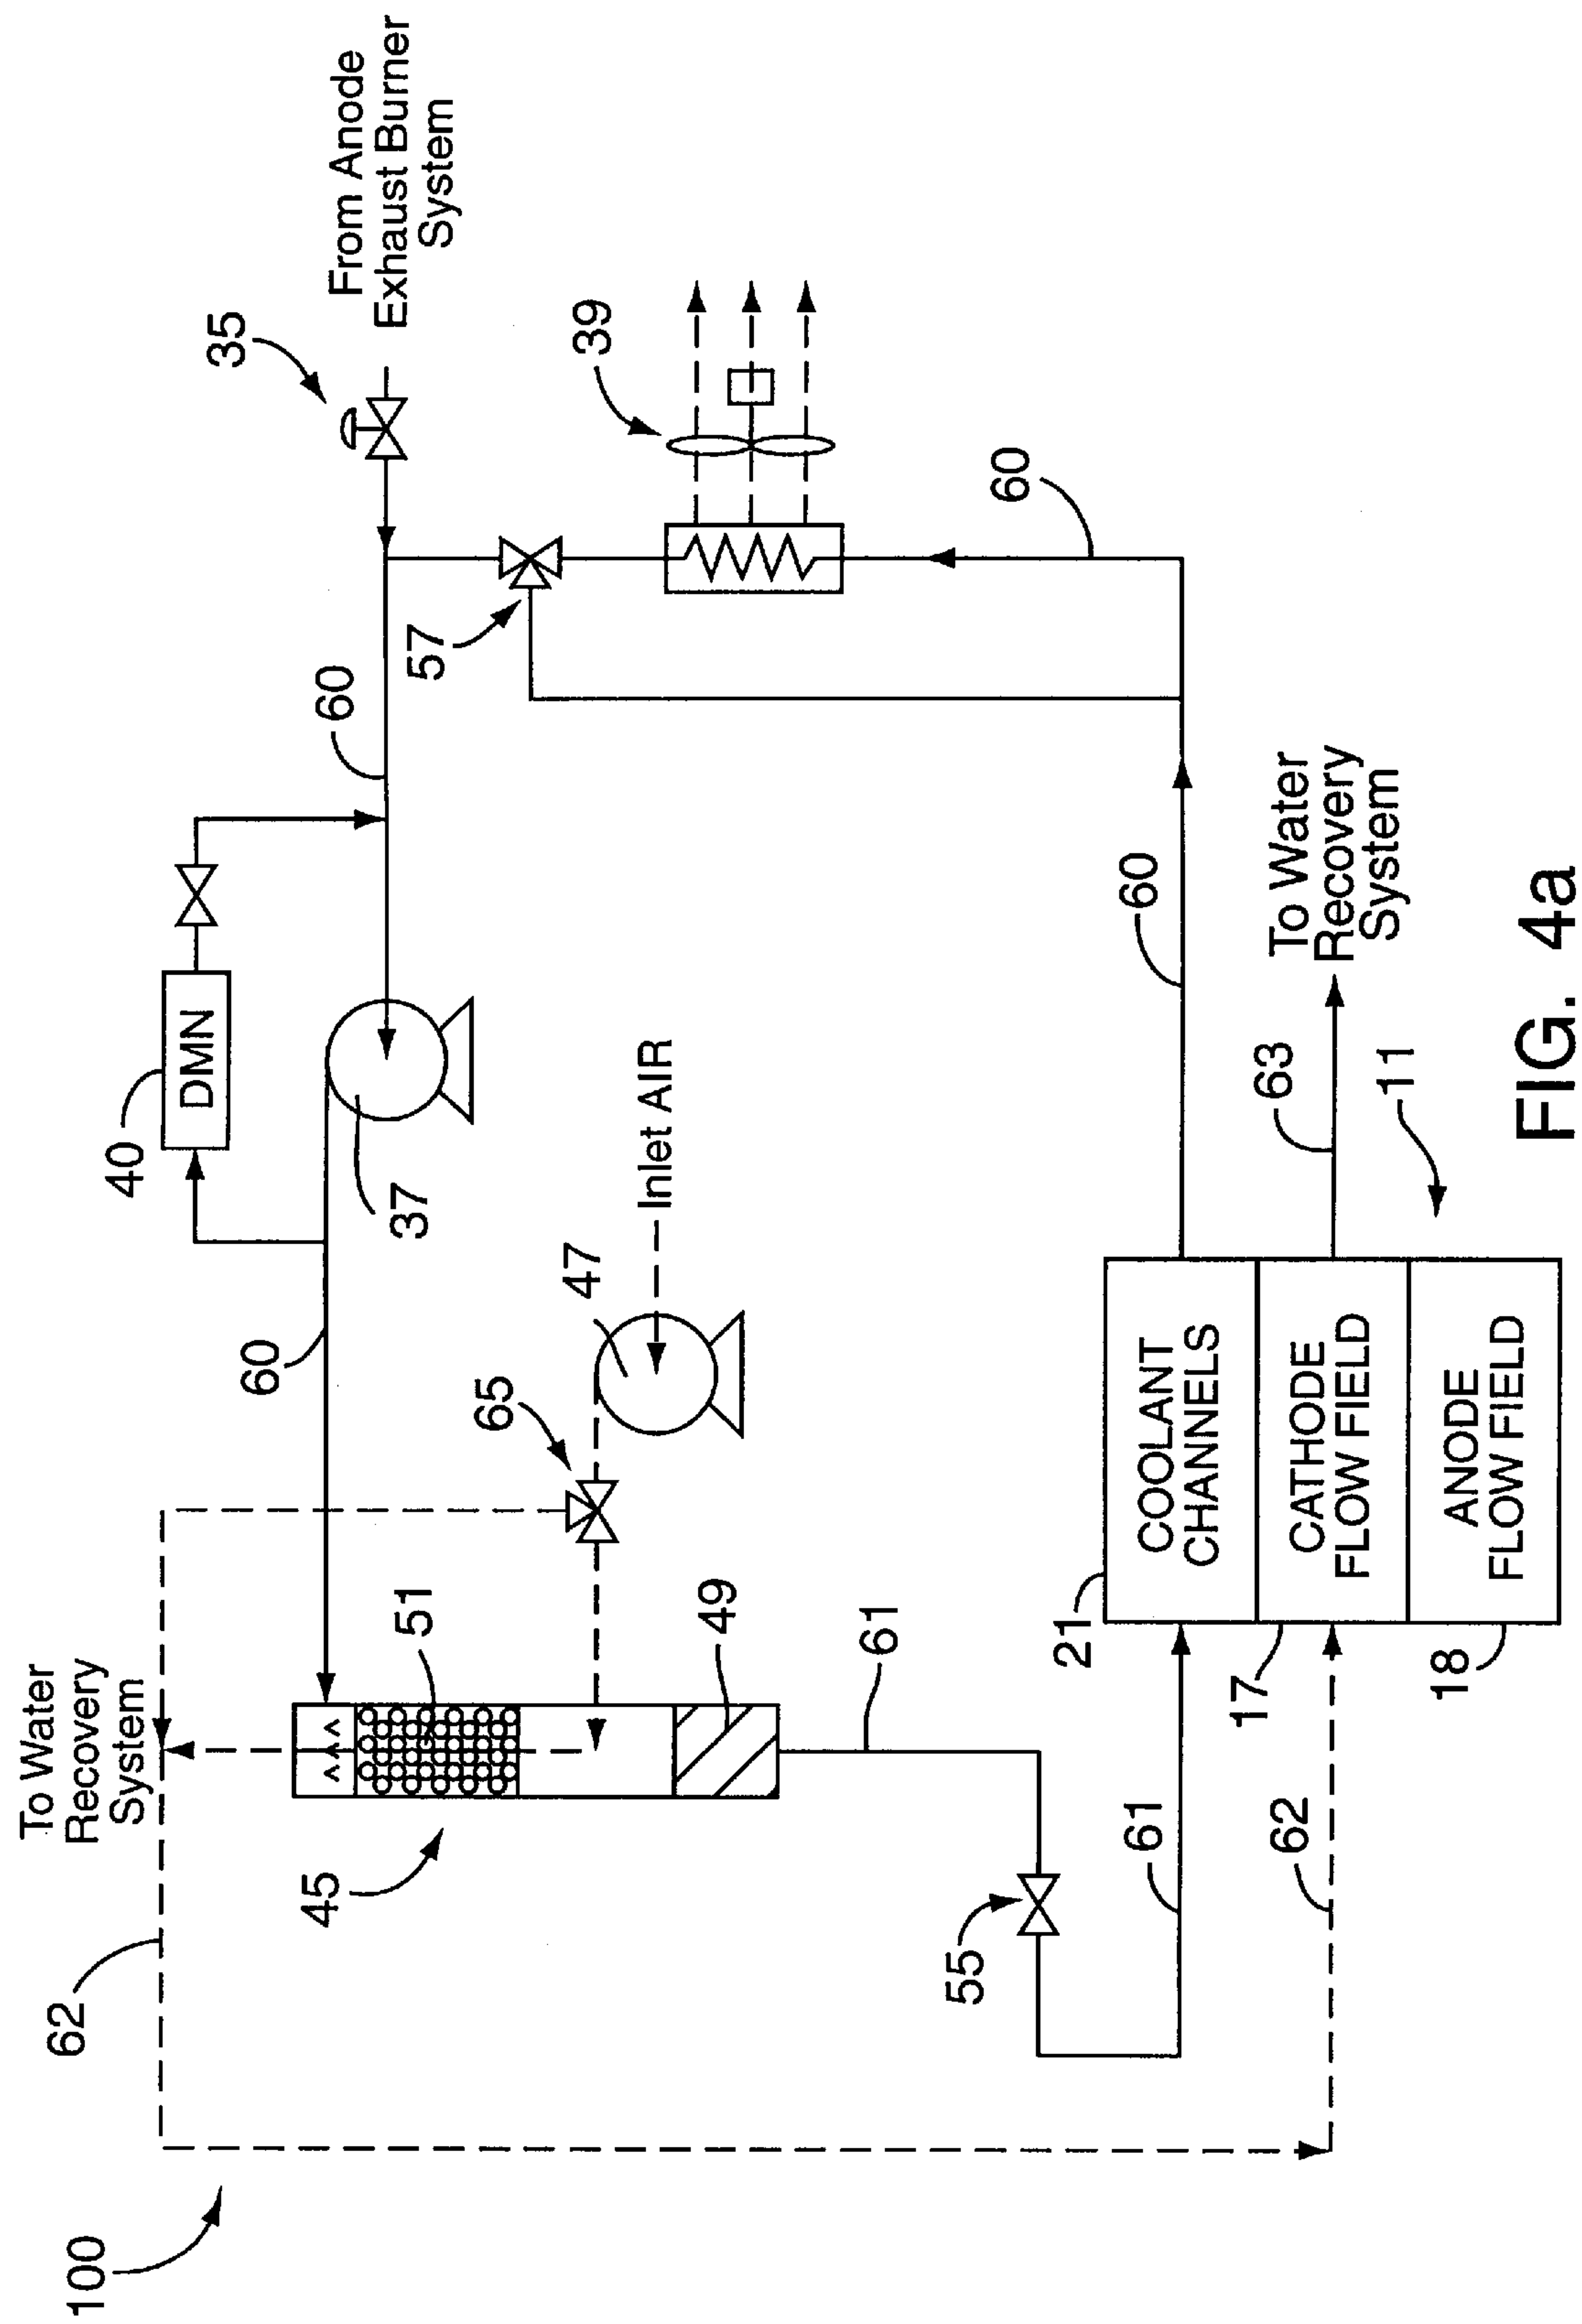 100
62
To Water
Recovery
System
45
51
49
61
55
61
62
60
65
47
Inlet AIR
40
DMN
37
60
57
35
From Anode
Exhaust Burner
System
39
60
60
21
COOLANT
CHANNELS
17
CATHODE
FLOW FIELD
18
ANODE
FLOW FIELD
63
To Water
Recovery
System
11
FIG. 4a